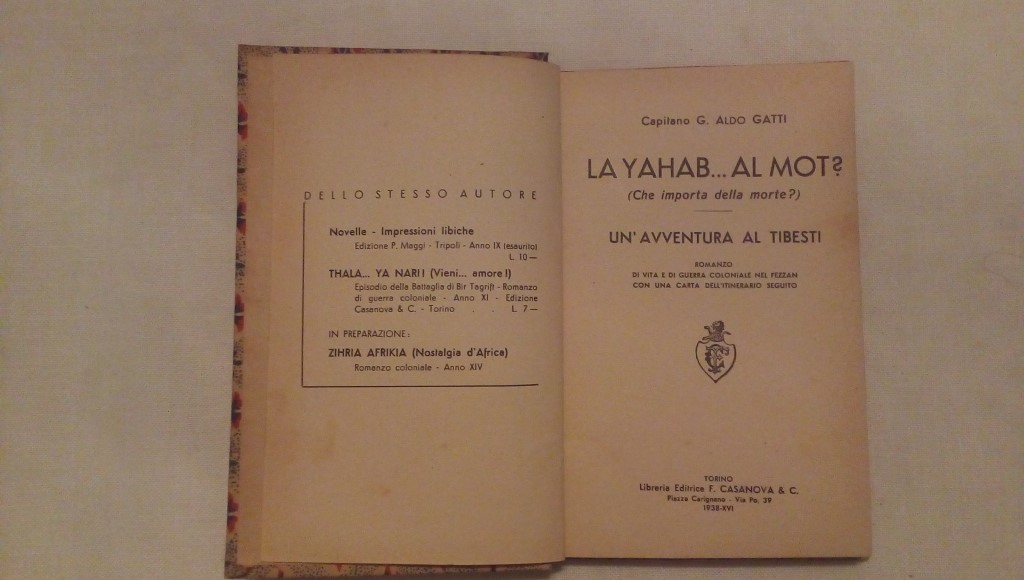 DELLO STESSO AUTORE
Novelle - Impressioni libiche
Edizione P. Maggi - Tripoli - Anno IX (esaurito)
L. 10 —
THALA... YA NARI! (Vieni... amore!)
Episodio della Battaglia di Bir Tagrift - Romanzo
di guerra coloniale - Anno XI - Edizione
Casanova & C. - Torino . . L. 7 —
IN PREPARAZIONE:
ZIHRIA AFRIKIA (Nostalgia d'Africa)
Romanzo coloniale - Anno XIV
Capitano G. ALDO GATTI
LA YAHAB... AL MOT?
(Che importa della morte?)
UN' AVVENTURA AL TIBESTI
ROMANZO
DI VITA E DI GUERRA COLONIALE NEL FEZZAN
CON UNA CARTA DELL'ITINERARIO SEGUITO
TORINO
Libreria Editrice F. CASANOVA & C.
Piazza Carignano - Via Po, 39
1938-XVI